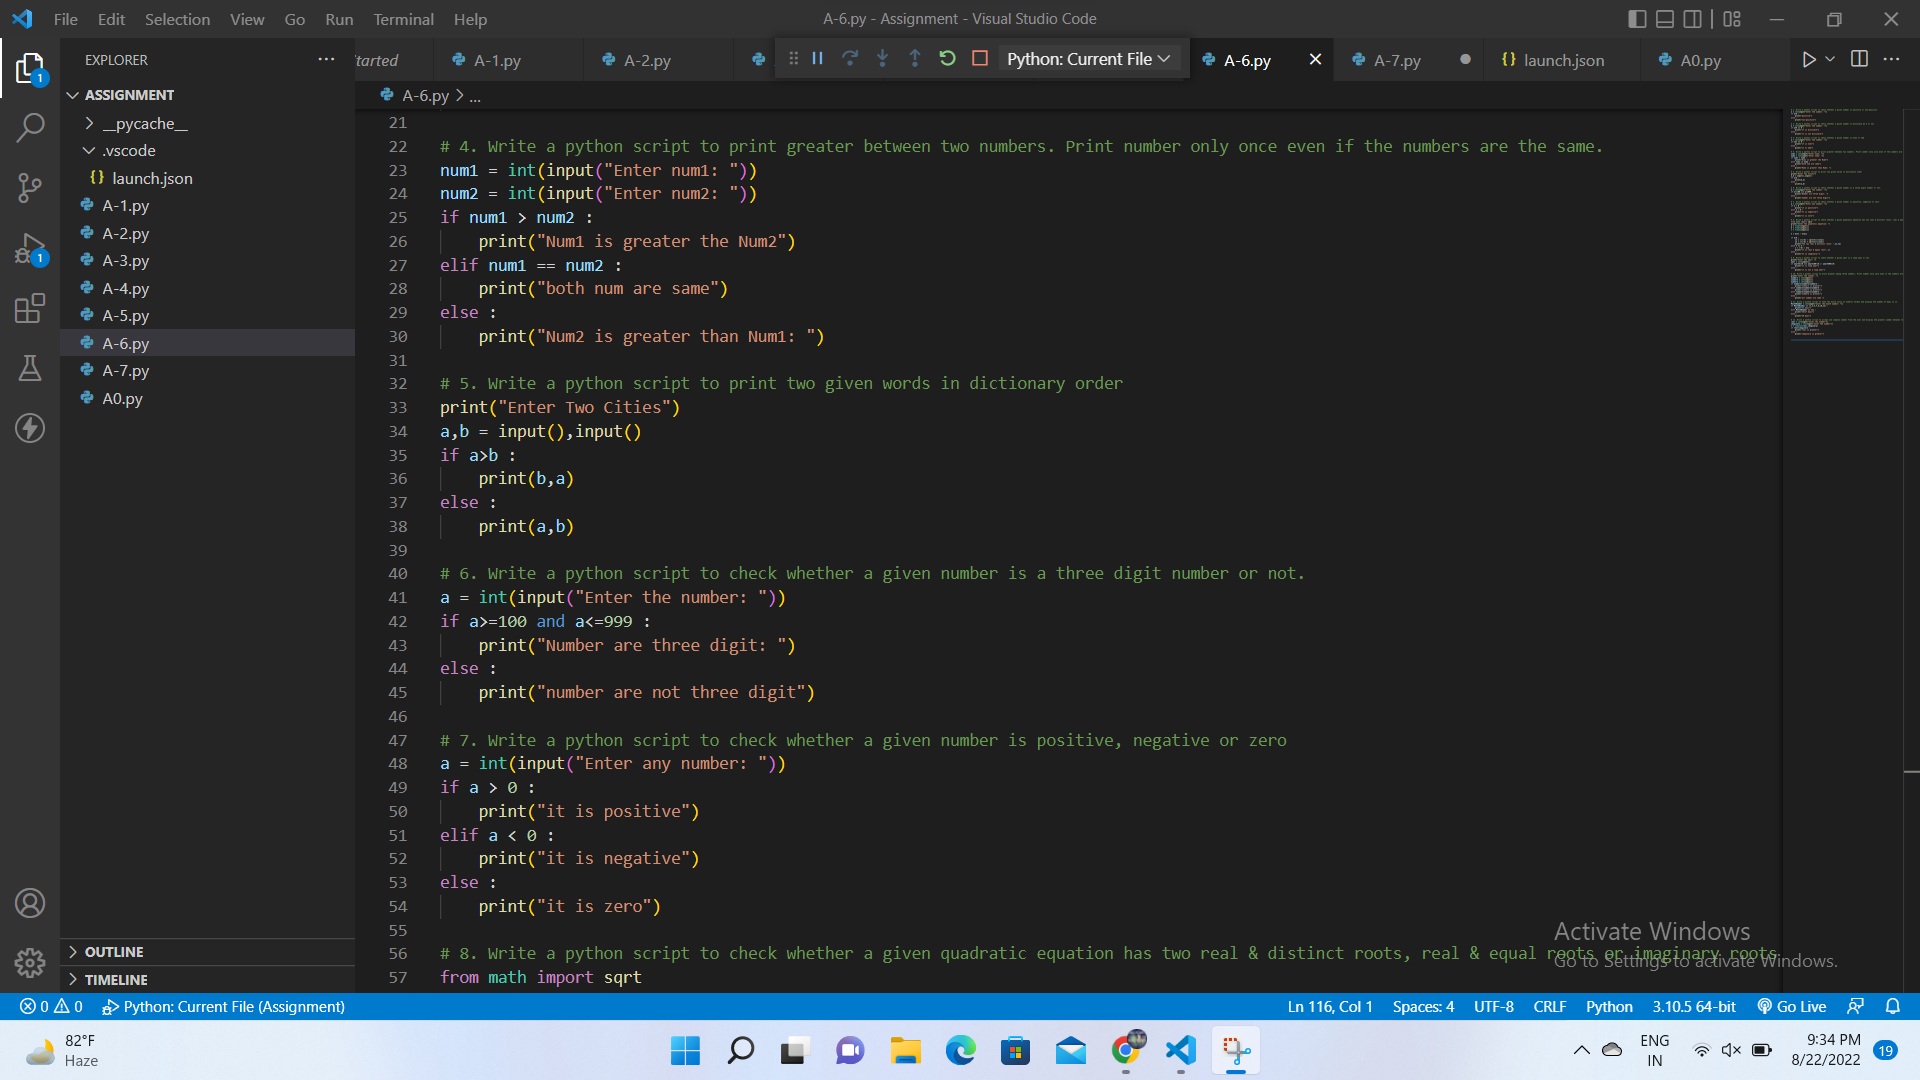 File Edit Selection View Go Run Terminal Help
A-6.py - Assignment - Visual Studio Code
EXPLORER
Started
A-1.py
A-2.py
Python: Current File
A-6.py
A-7.py
launch.json
A0.py
ASSIGNMENT
__pycache__
.vscode
launch.json
A-1.py
A-2.py
A-3.py
A-4.py
A-5.py
A-6.py
A-7.py
A0.py
OUTLINE
TIMELINE
1
1
A-6.py > ...
21
22 # 4. Write a python script to print greater between two numbers. Print number only once even if the numbers are the same.
23 num1 = int(input("Enter num1: "))
24 num2 = int(input("Enter num2: "))
25 if num1 > num2 :
26     print("Num1 is greater the Num2")
27 elif num1 == num2 :
28     print("both num are same")
29 else :
30     print("Num2 is greater than Num1: ")
31
32 # 5. Write a python script to print two given words in dictionary order
33 print("Enter Two Cities")
34 a,b = input(),input()
35 if a>b :
36     print(b,a)
37 else :
38     print(a,b)
39
40 # 6. Write a python script to check whether a given number is a three digit number or not.
41 a = int(input("Enter the number: "))
42 if a>=100 and a<=999 :
43     print("Number are three digit: ")
44 else :
45     print("number are not three digit")
46
47 # 7. Write a python script to check whether a given number is positive, negative or zero
48 a = int(input("Enter any number: "))
49 if a > 0 :
50     print("it is positive")
51 elif a < 0 :
52     print("it is negative")
53 else :
54     print("it is zero")
55
56 # 8. Write a python script to check whether a given quadratic equation has two real & distinct roots, real & equal roots or imaginary roots
57 from math import sqrt
Activate Windows
Go to Settings to activate Windows.
0 0 Python: Current File (Assignment)
Ln 116, Col 1 Spaces: 4 UTF-8 CRLF Python 3.10.5 64-bit Go Live
82°F
Haze
ENG
IN
9:34 PM
8/22/2022
19